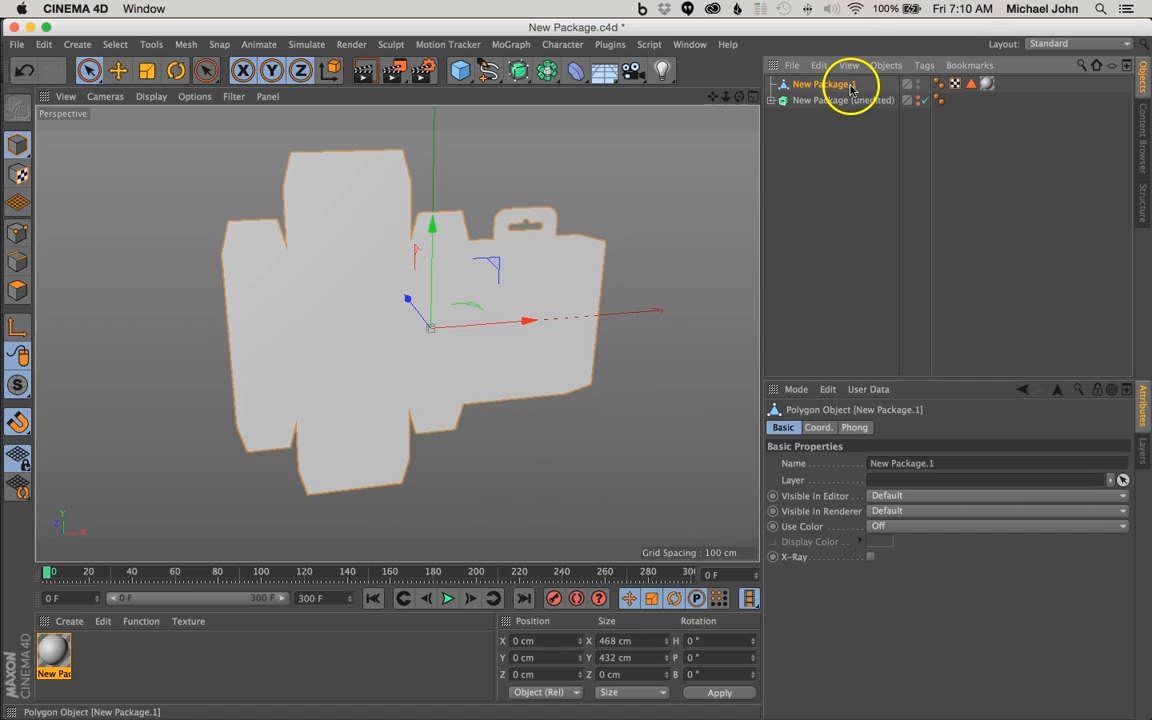 CINEMA 4D Window 100% Fri 7:10 AM Michael John
New Package.c4d *
File Edit Create Select Tools Mesh Snap Animate Simulate Render Sculpt Motion Tracker MoGraph Character Plugins Script Window Help Layout: Standard
X Y Z
File Edit View Objects Tags Bookmarks
New Package.1
New Package (unedited)
View Cameras Display Options Filter Panel
Perspective
Y
Z X
Grid Spacing : 100 cm
Objects
Content Browser
Structure
Mode Edit User Data
Polygon Object [New Package.1]
Basic Coord. Phong
Basic Properties
Name New Package.1
Layer
Visible in Editor Default
Visible in Renderer Default
Use Color Off
Display Color
X-Ray
Attributes
Layers
0 20 40 60 80 100 120 140 160 180 200 220 240 260 280 0 F
0 F 0 F 300 F 300 F
P
Create Edit Function Texture
New Pac
Position Size Rotation
X 0 cm X 468 cm H 0 °
Y 0 cm Y 432 cm P 0 °
Z 0 cm Z 0 cm B 0 °
Object (Rel) Size Apply
MAXON CINEMA 4D
Polygon Object [New Package.1]